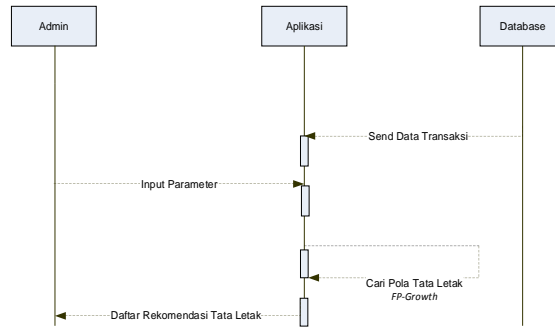 Admin
Aplikasi
Database
Send Data Transaksi
Input Parameter
Cari Pola Tata Letak
FP-Growth
Daftar Rekomendasi Tata Letak